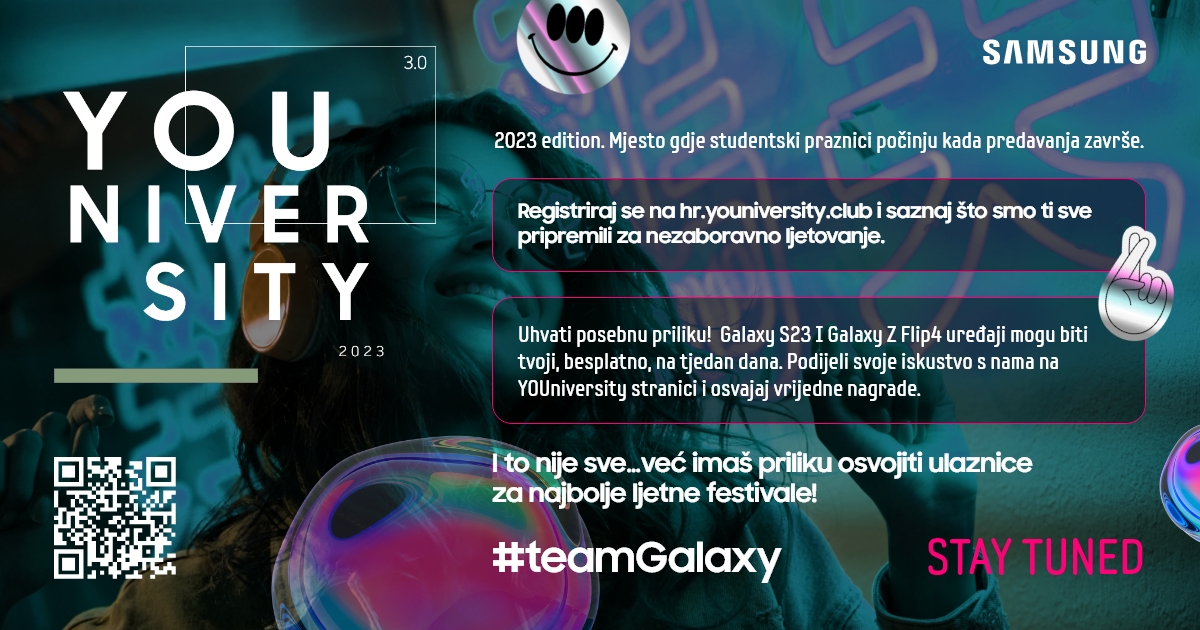 3.0
YOU
NIVER
SITY
2023
SAMSUNG
2023 edition. Mjesto gdje studentski praznici počinju kada predavanja završe.
Registriraj se na hr.youniversity.club i saznaj što smo ti sve
pripremili za nezaboravno ljetovanje.
Uhvati posebnu priliku! Galaxy S23 I Galaxy Z Flip4 uređaji mogu biti
tvoji, besplatno, na tjedan dana. Podijeli svoje iskustvo s nama na
YOUniversity stranici i osvajaj vrijedne nagrade.
I to nije sve...već imaš priliku osvojiti ulaznice
za najbolje ljetne festivale!
#teamGalaxy
STAY TUNED